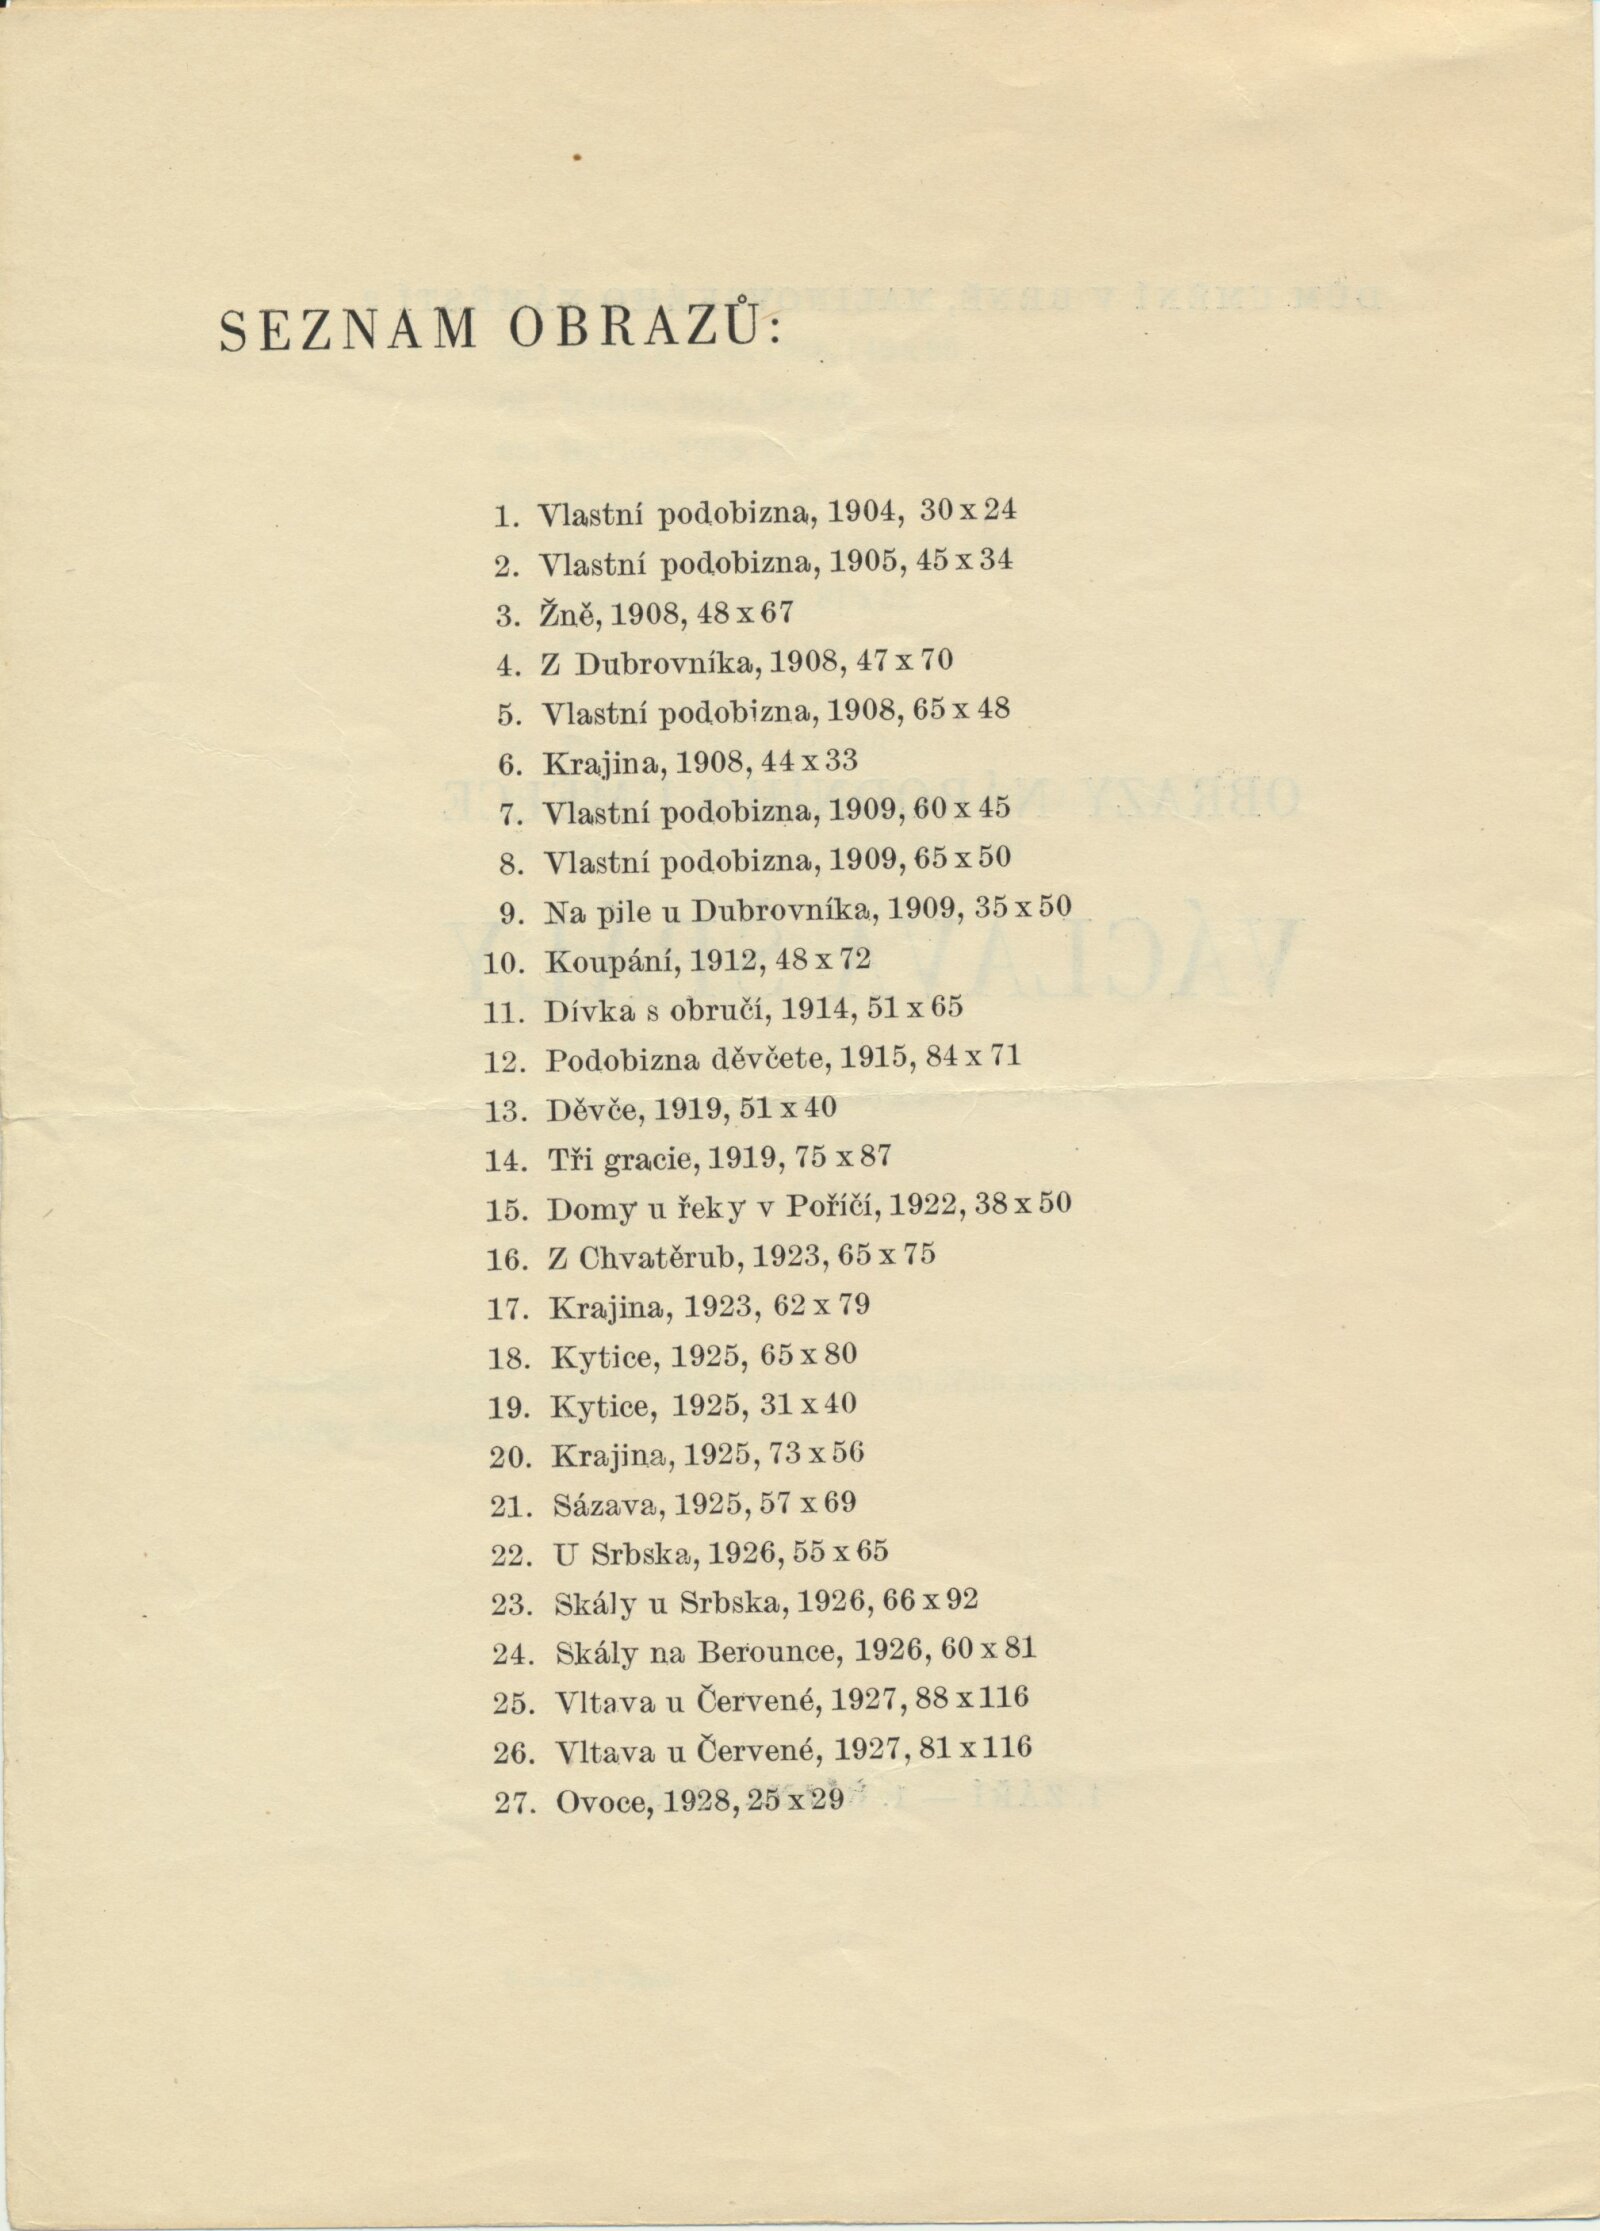 SEZNAM OBRAZŮ:
1. Vlastní podobizna, 1904, 30 x 24
2. Vlastní podobizna, 1905, 45 x 34
3. Žně, 1908, 48 x 67
4. Z Dubrovníka, 1908, 47 x 70
5. Vlastní podobizna, 1908, 65 x 48
6. Krajina, 1908, 44 x 33
7. Vlastní podobizna, 1909, 60 x 45
8. Vlastní podobizna, 1909, 65 x 50
9. Na pile u Dubrovníka, 1909, 35 x 50
10. Koupání, 1912, 48 x 72
11. Dívka s obručí, 1914, 51 x 65
12. Podobizna děvčete, 1915, 84 x 71
13. Děvče, 1919, 51 x 40
14. Tři gracie, 1919, 75 x 87
15. Domy u řeky v Poříčí, 1922, 38 x 50
16. Z Chvatěrub, 1923, 65 x 75
17. Krajina, 1923, 62 x 79
18. Kytice, 1925, 65 x 80
19. Kytice, 1925, 31 x 40
20. Krajina, 1925, 73 x 56
21. Sázava, 1925, 57 x 69
22. U Srbska, 1926, 55 x 65
23. Skály u Srbska, 1926, 66 x 92
24. Skály na Berounce, 1926, 60 x 81
25. Vltava u Červené, 1927, 88 x 116
26. Vltava u Červené, 1927, 81 x 116
27. Ovoce, 1928, 25 x 29